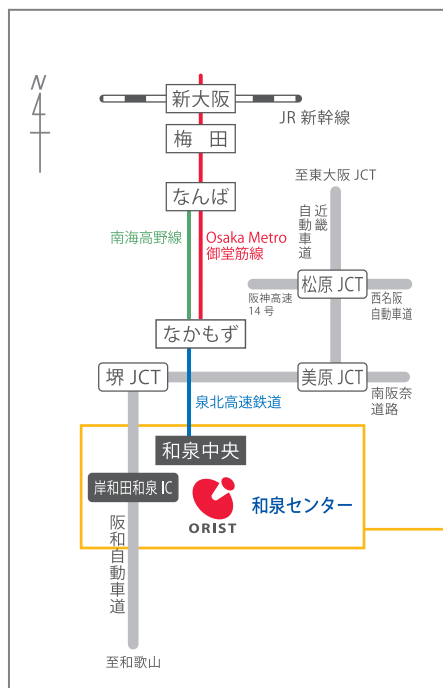 N
新大阪
JR 新幹線
梅田
至東大阪 JCT
なんば
近畿
自動車道
南海高野線
Osaka Metro
御堂筋線
松原 JCT
阪神高速
14 号
西名阪
自動車道
なかもず
堺 JCT
美原 JCT
南阪奈
道路
泉北高速鉄道
和泉中央
岸和田和泉 IC
和泉センター
ORIST
阪和自動車道
至和歌山